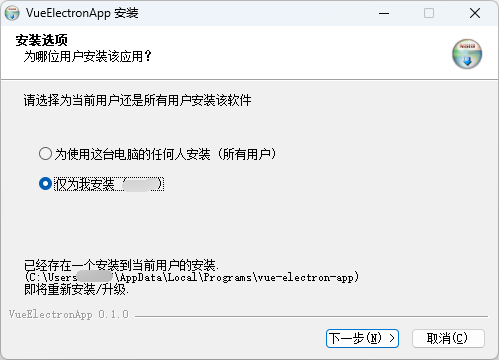 VueElectronApp 安装
安装选项
为哪位用户安装该应用？
请选择为当前用户还是所有用户安装该软件
为使用这台电脑的任何人安装 (所有用户)
仅为我安装 ( )
已经存在一个安装到当前用户的安装.
(C:\Users \AppData\Local\Programs\vue-electron-app)
即将重新安装/升级.
VueElectronApp 0.1.0
下一步(N) >
取消(C)